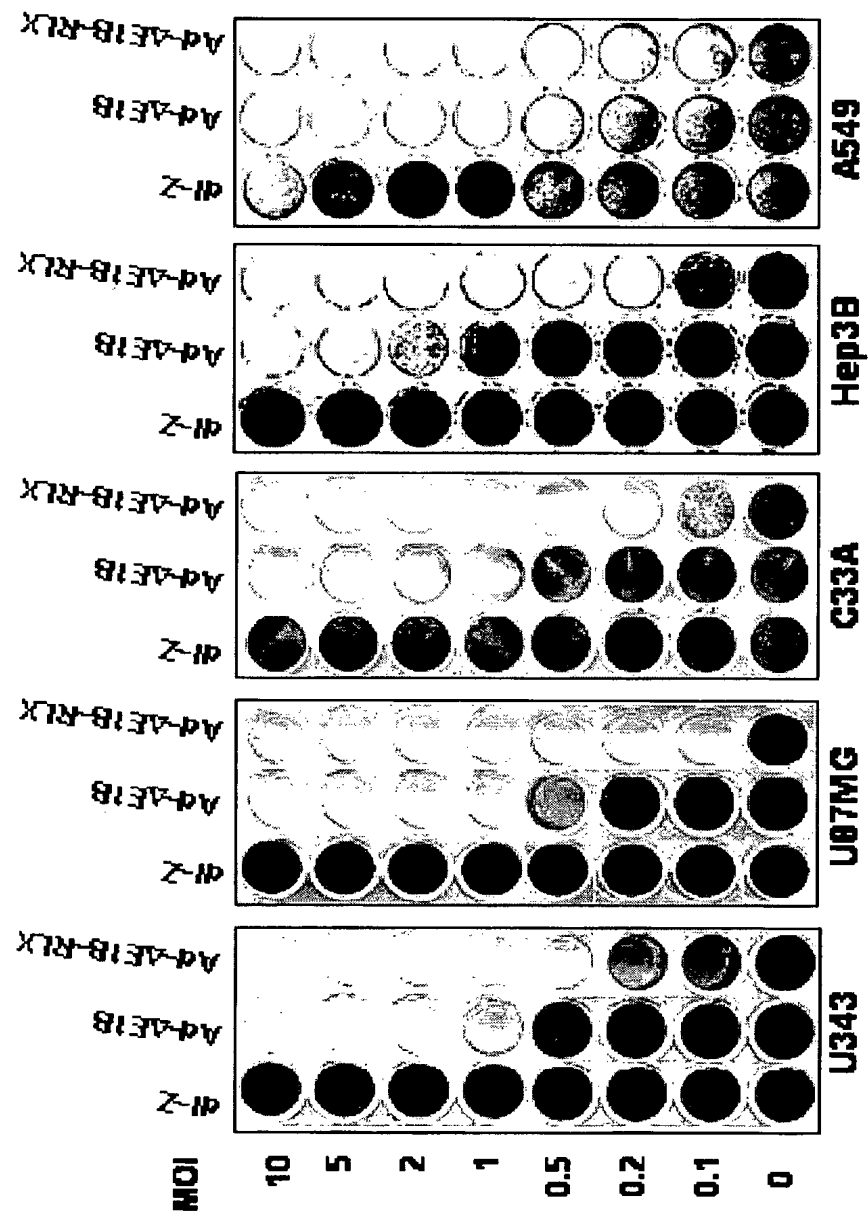 Ad-ΔE1B-RLX
Ad-ΔE1B
dl-Z
A549
Ad-ΔE1B-RLX
Ad-ΔE1B
dl-Z
Hep3B
Ad-ΔE1B-RLX
Ad-ΔE1B
dl-Z
C33A
Ad-ΔE1B-RLX
Ad-ΔE1B
dl-Z
U87MG
Ad-ΔE1B-RLX
Ad-ΔE1B
dl-Z
U343
MOI
10
5
2
1
0.5
0.2
0.1
0